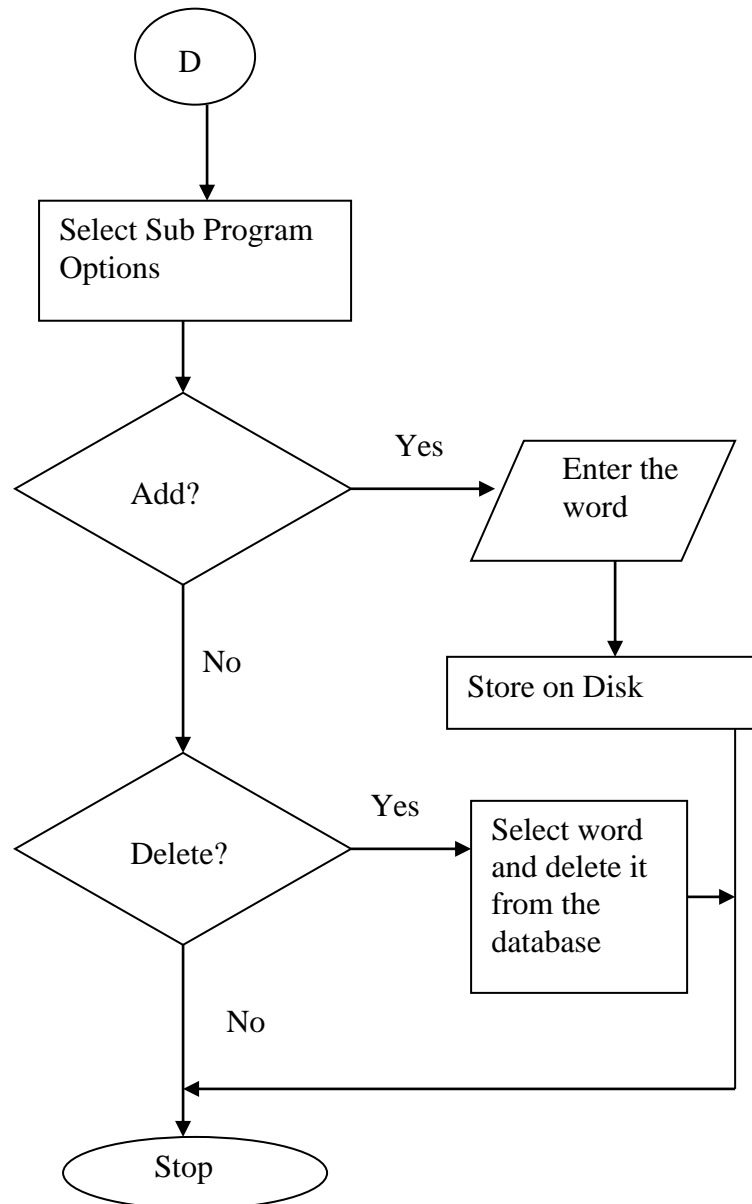 D
Select Sub Program
Options
Add?
Yes
Enter the
word
No
Store on Disk
Delete?
Yes
Select word
and delete it
from the
database
No
Stop